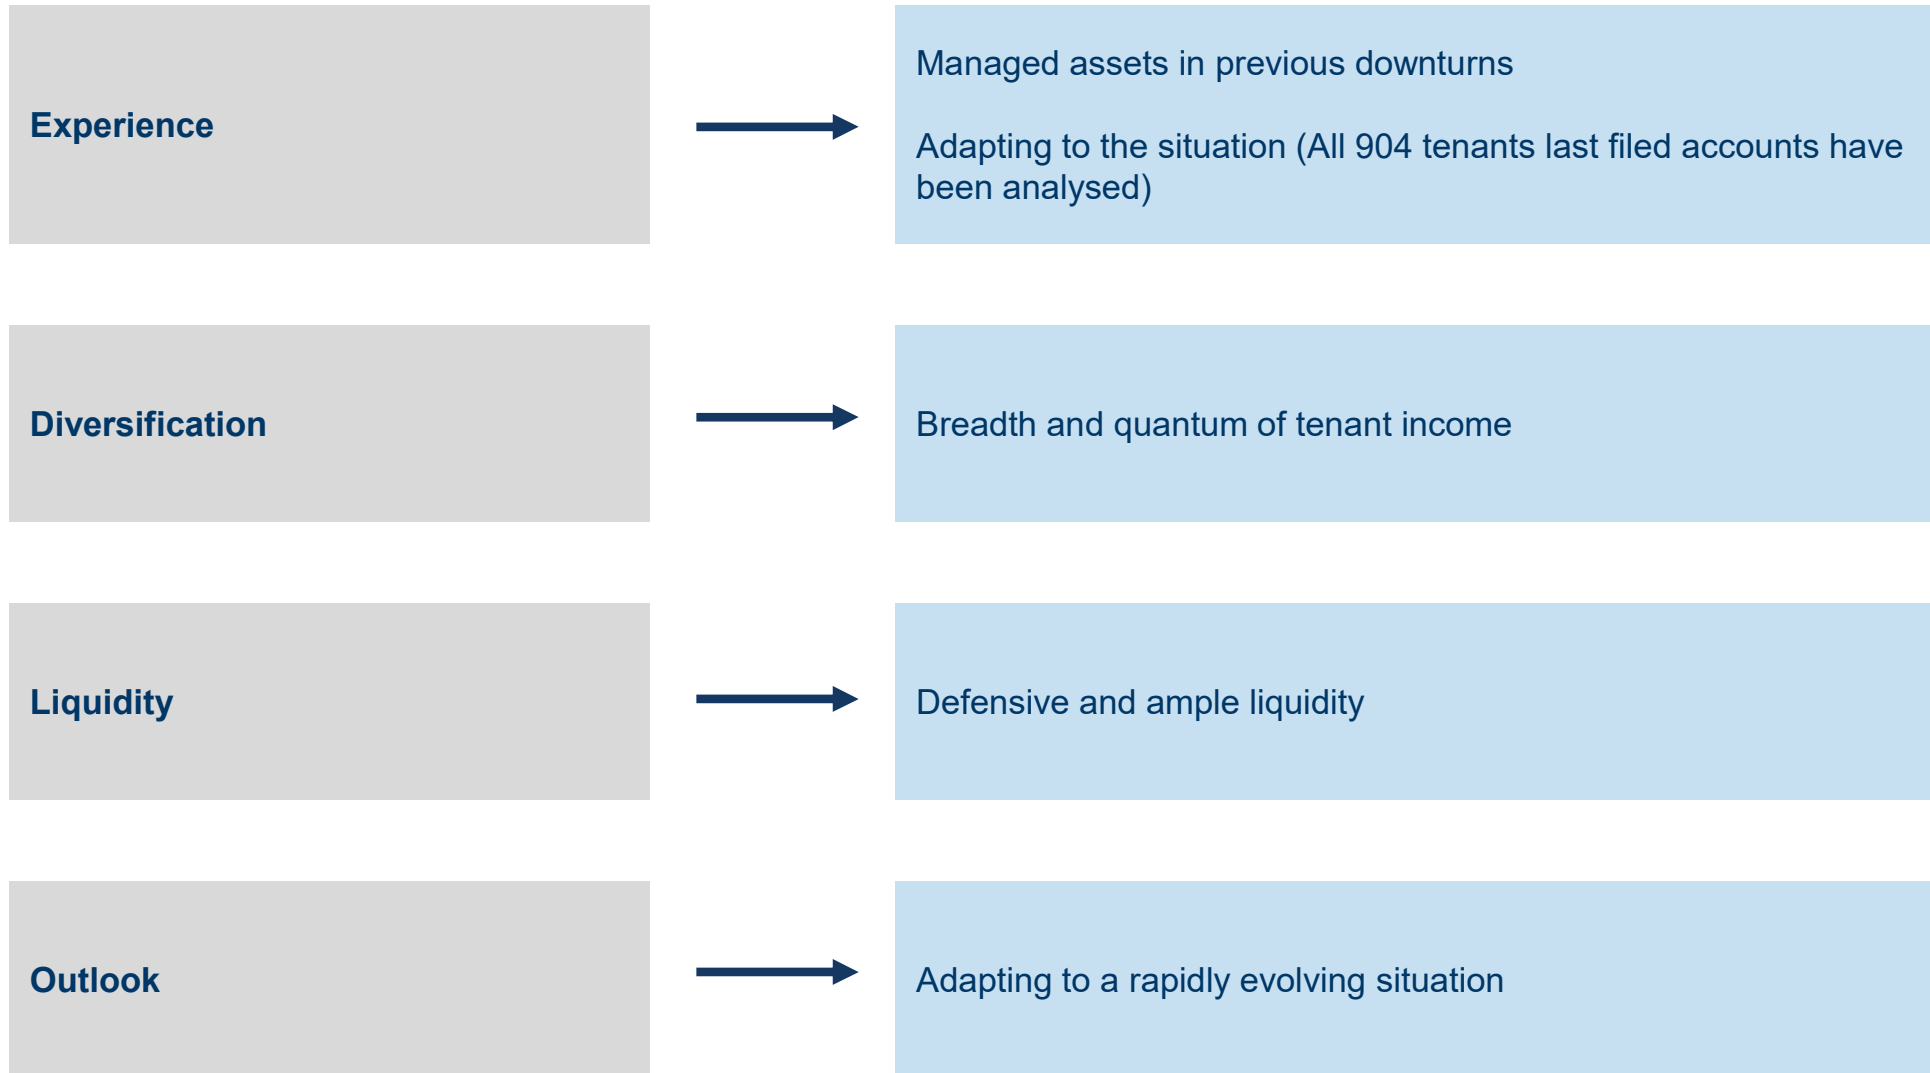 Experience
Managed assets in previous downturns
Adapting to the situation (All 904 tenants last filed accounts have
been analysed)
Diversification
Breadth and quantum of tenant income
Liquidity
Defensive and ample liquidity
Outlook
Adapting to a rapidly evolving situation